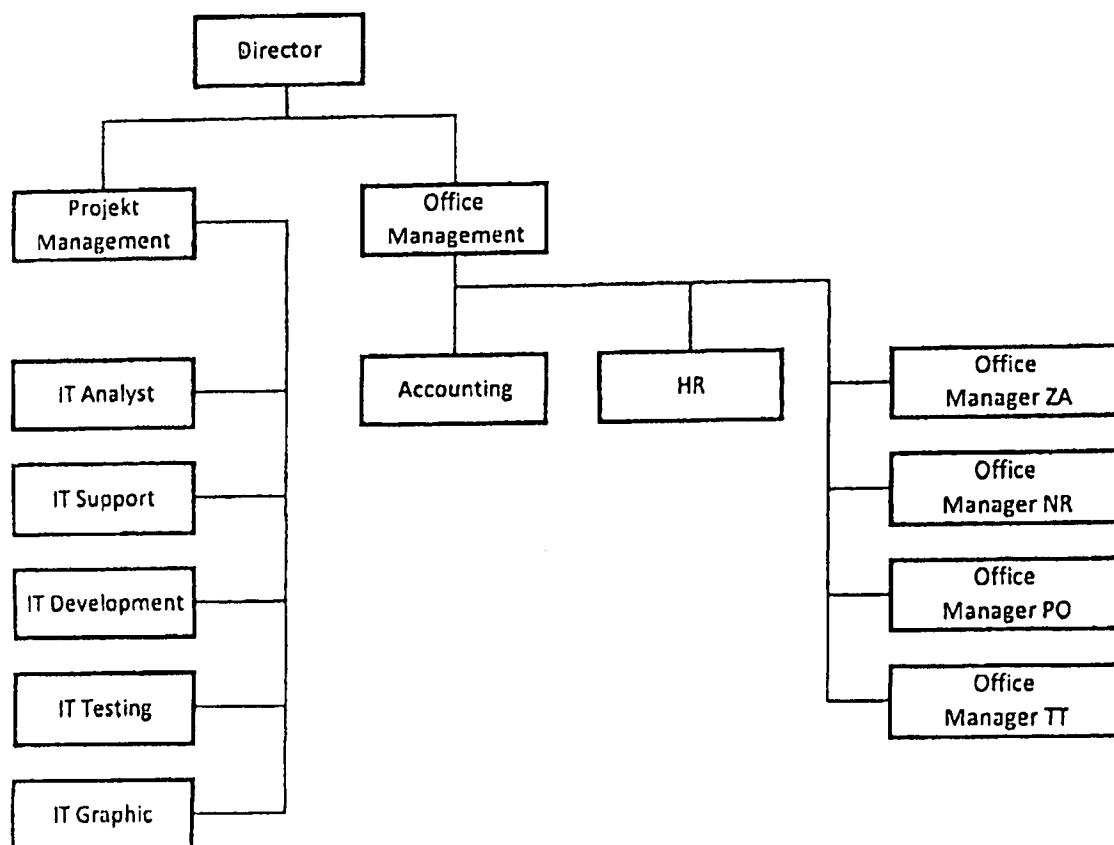 Director
Projekt
Management
Office
Management
IT Analyst
Accounting
HR
Office
Manager ZA
IT Support
Office
Manager NR
IT Development
Office
Manager PO
IT Testing
Office
Manager TT
IT Graphic